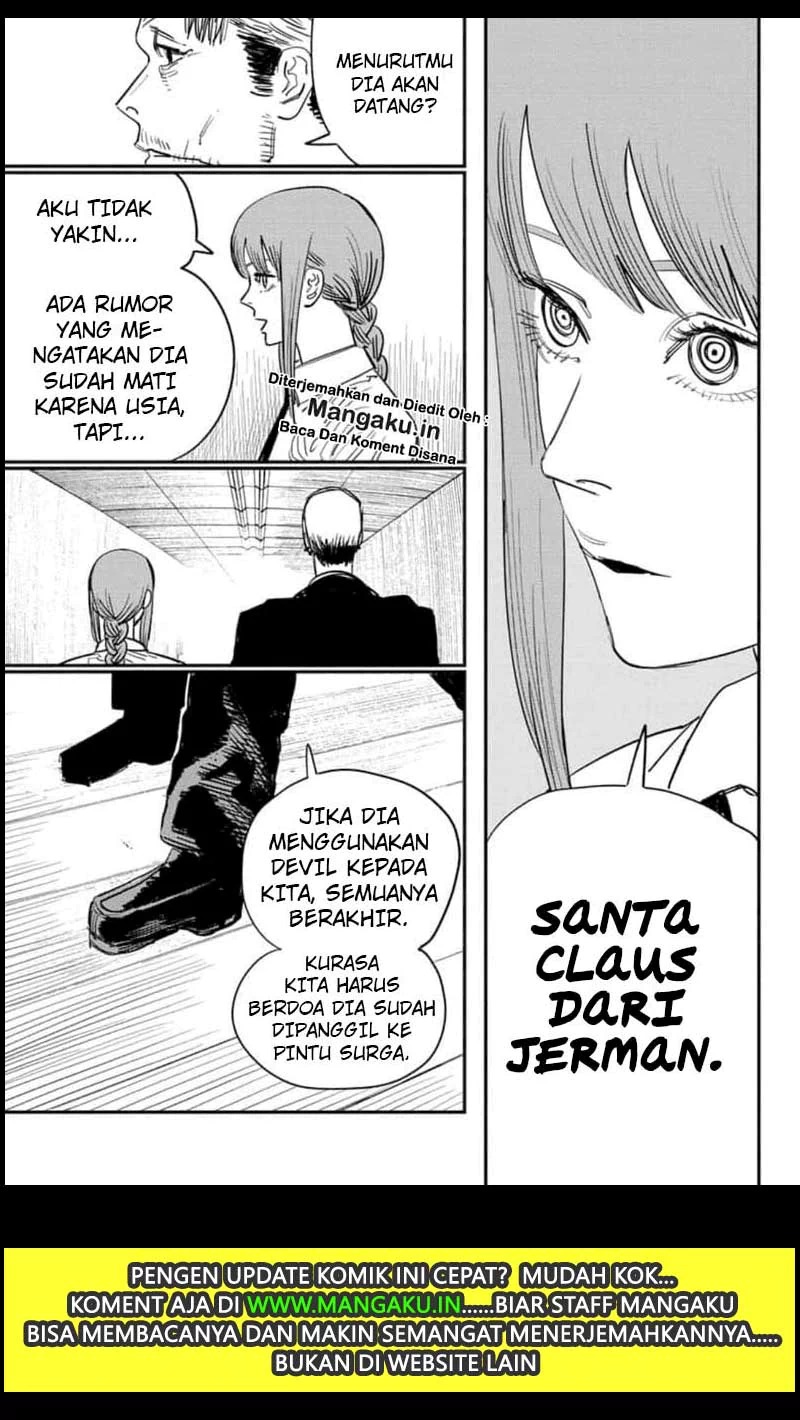 SANTA
CLAUS
DARI
JERMAN.
MENURUTMU
DIA AKAN
DATANG?
AKU TIDAK
YAKIN...
ADA RUMOR
YANG ME-
NGATAKAN DIA
SUDAH MATI
KARENA USIA,
TAPI...
Diterjemahkan dan Diedit Oleh :
Mangaku.in
Baca Dan Koment Disana
JIKA DIA
MENGGUNAKAN
DEVIL KEPADA
KITA, SEMUANYA
BERAKHIR.
KURASA
KITA HARUS
BERDOA DIA SUDAH
DIPANGGIL KE
PINTU SURGA.
PENGEN UPDATE KOMIK INI CEPAT? MUDAH KOK...
KOMENT AJA DI WWW.MANGAKU.IN......BIAR STAFF MANGAKU
BISA MEMBACANYA DAN MAKIN SEMANGAT MENERJEMAHKANNYA.....
BUKAN DI WEBSITE LAIN